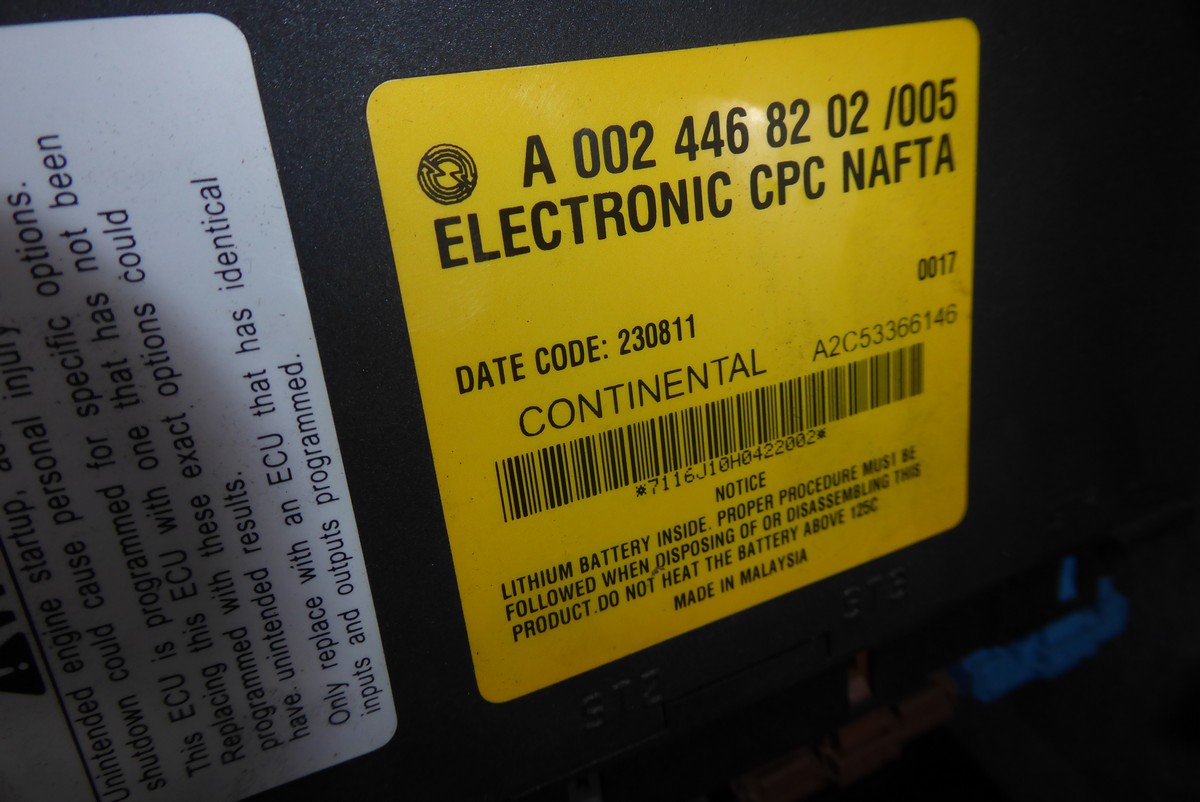 startup, a
Unintended engine startup, personal injury
shutdown could cause personal options.
programmed for specific been
This ECU is programmed with one that has not
Replacing this ECU with exact options could
programmed with these
have unintended results.
Only replace with an ECU that has identical
inputs and outputs programmed.
A 002 446 82 02 /005
ELECTRONIC CPC NAFTA
0017
DATE CODE: 230811
CONTINENTAL A2C53366146
*7116J10H0422002*
NOTICE
LITHIUM BATTERY INSIDE. PROPER PROCEDURE MUST BE
FOLLOWED WHEN DISPOSING OF OR DISASSEMBLING THIS
PRODUCT.DO NOT HEAT THE BATTERY ABOVE 125C
MADE IN MALAYSIA